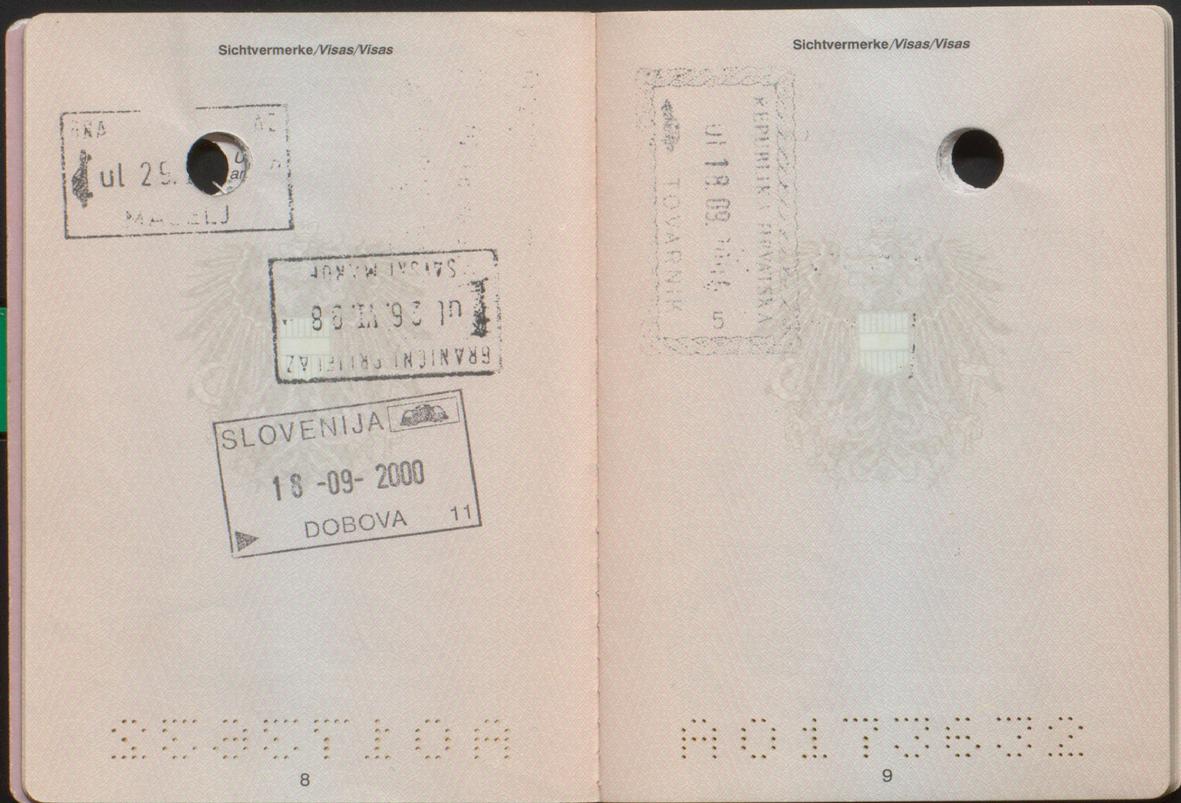 Sichtvermerke/Visas/Visas
ul 29.
ul 26.VI.98
GRANIČNI PRIJELAZ
SLOVENIJA
18 -09- 2000
DOBOVA 11
8
Sichtvermerke/Visas/Visas
REPUBLIKA HRVATSKA
ul 18.09.
TOVARNIK
5
A0173632
9